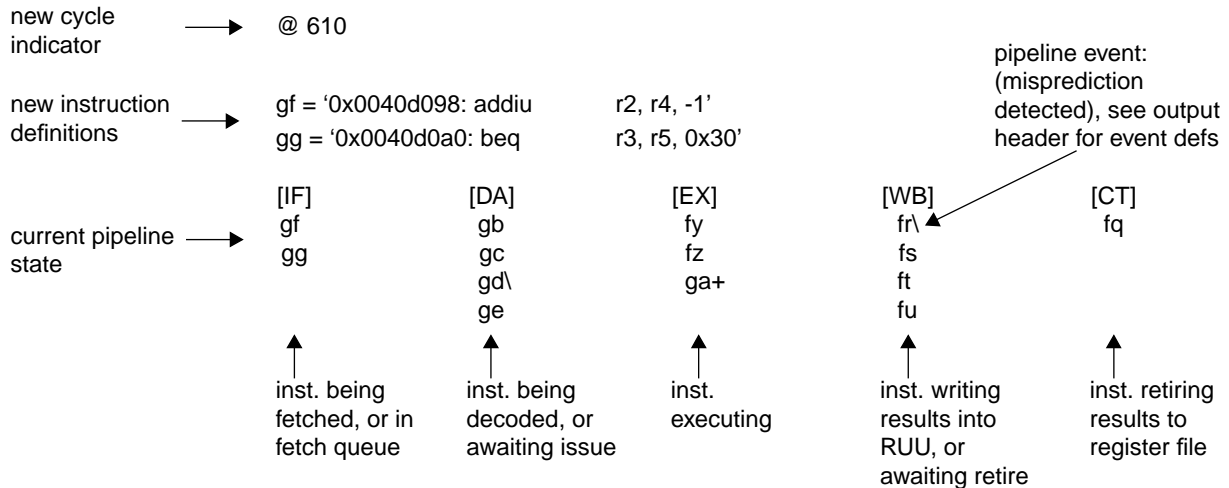 new cycle
indicator
@ 610
pipeline event:
(misprediction
detected), see output
header for event defs
new instruction
definitions
gf = ‘0x0040d098: addiu r2, r4, -1’
gg = ‘0x0040d0a0: beq r3, r5, 0x30’
current pipeline
state
[IF] [DA] [EX] [WB] [CT]
gf gb fy fr\ fq
gg gc fz fs
gd\ ga+ ft
ge fu
inst. being
fetched, or in
fetch queue
inst. being
decoded, or
awaiting issue
inst.
executing
inst. writing
results into
RUU, or
awaiting retire
inst. retiring
results to
register file